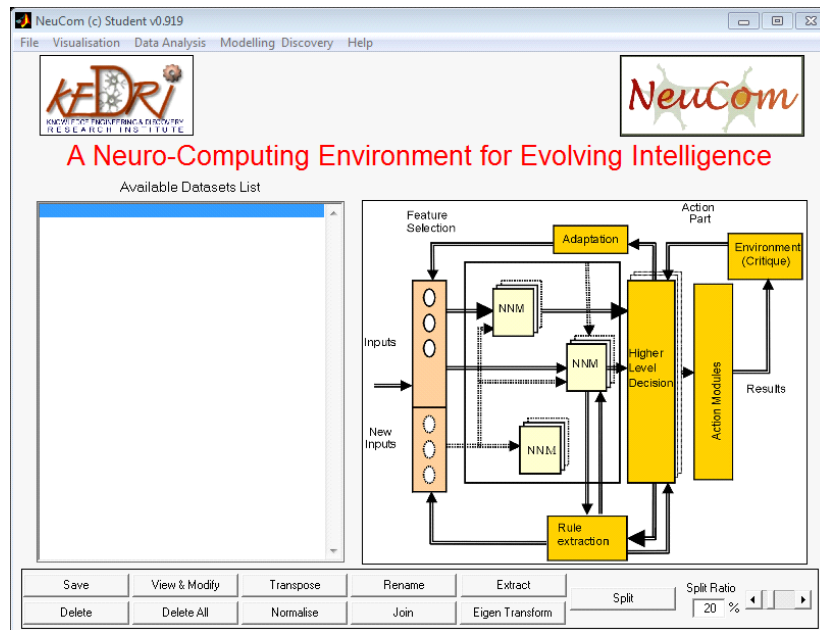 NeuCom (c) Student v0.919
File Visualisation Data Analysis Modelling Discovery Help
KEDRI
KNOWLEDGE ENGINEERING & DISCOVERY
RESEARCH INSTITUTE
NeuCom
A Neuro-Computing Environment for Evolving Intelligence
Available Datasets List
Feature
Selection
Action
Part
Adaptation
Environment
(Critique)
NNM
Inputs
NNM
Higher
Level
Decision
Action Modules
Results
New
Inputs
NNM
Rule
extraction
Save View & Modify Transpose Rename Extract
Split
Split Ratio
20 %
Delete Delete All Normalise Join Eigen Transform